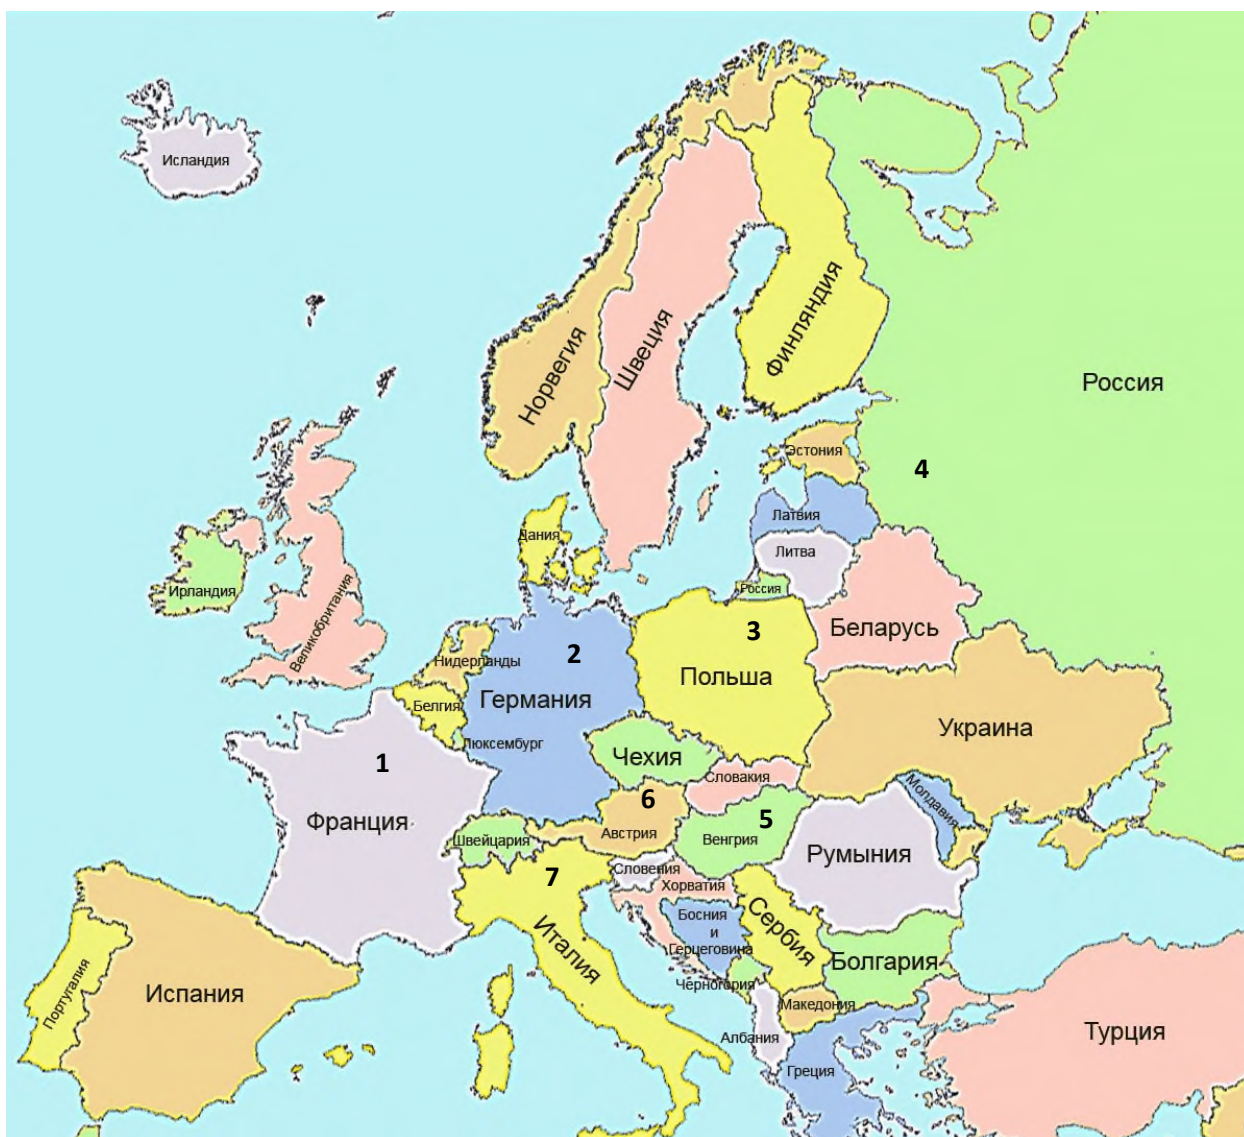 Исландия
Норвегия
Швеция
Финляндия
Россия
Эстония
4
Латвия
Литва
Россия
Дания
Ирландия
Великобритания
Беларусь
3
2
Нидерланды
Польша
Германия
Белгия
Украина
Люксембург
Чехия
1
Словакия
6
Молдавия
5
Франция
Швейцария
Австрия
Венгрия
Румыния
7
Словения
Хорватия
Босния
и
Герцеговина
Сербия
Италия
Болгария
Черногория
Португалия
Испания
Македония
Албания
Турция
Греция